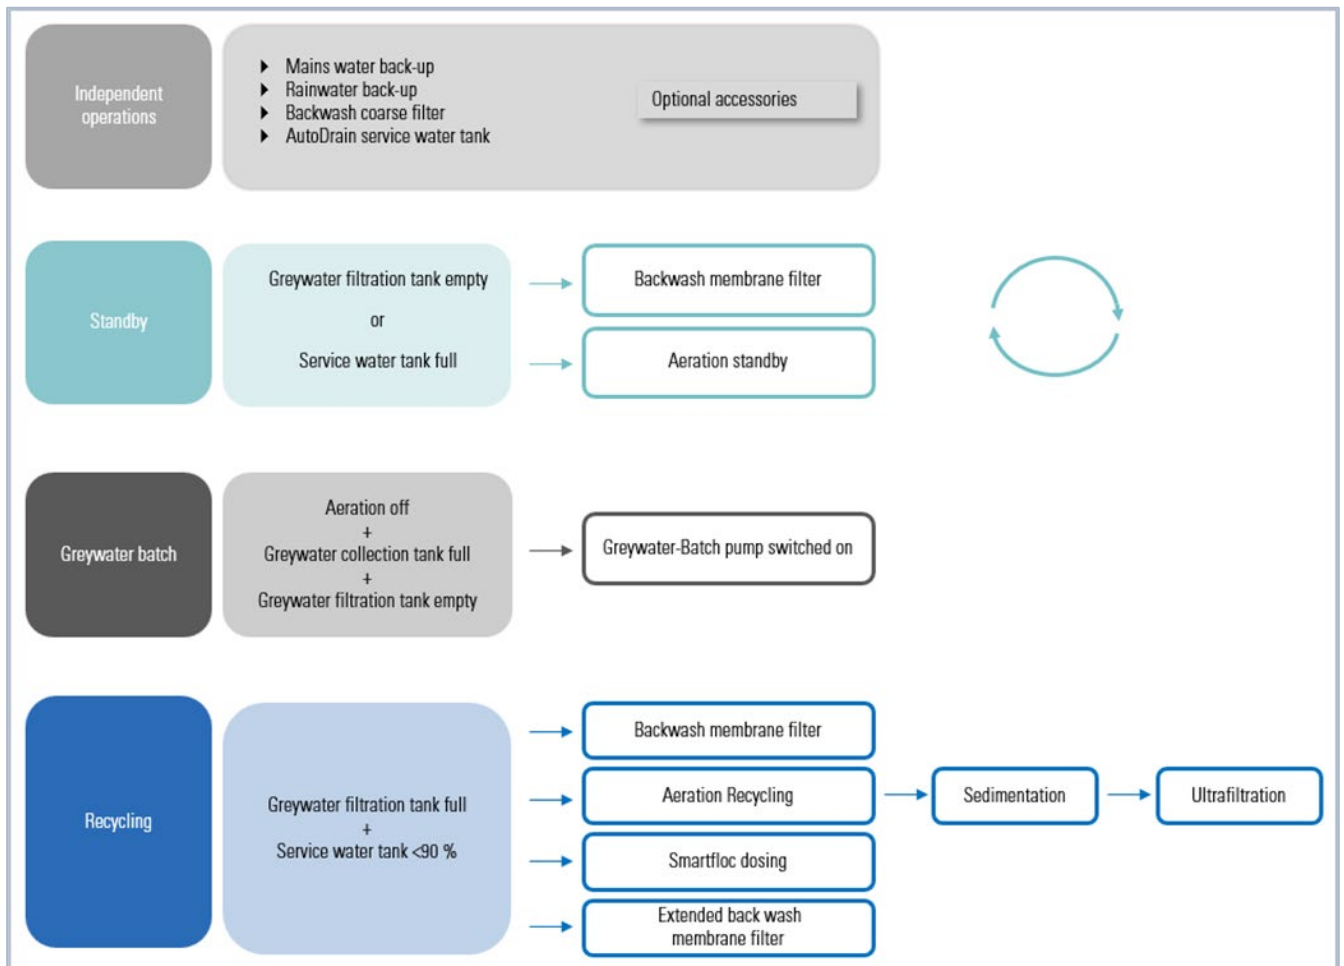 Independent
operations
Mains water back-up
Rainwater back-up
Backwash coarse filter
AutoDrain service water tank
Optional accessories
Standby
Greywater filtration tank empty
or
Service water tank full
Backwash membrane filter
Aeration standby
Greywater batch
Aeration off
+
Greywater collection tank full
+
Greywater filtration tank empty
Greywater-Batch pump switched on
Recycling
Greywater filtration tank full
+
Service water tank <90 %
Backwash membrane filter
Aeration Recycling
Sedimentation
Ultrafiltration
Smartfloc dosing
Extended back wash
membrane filter